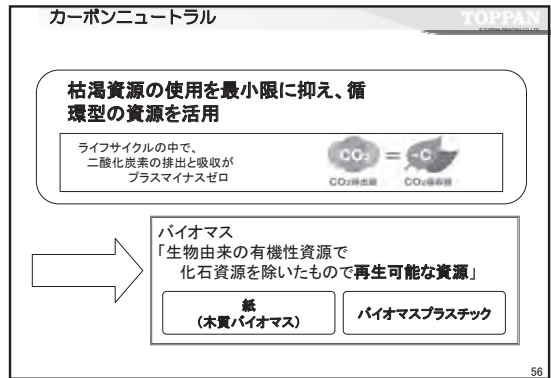 カーボンニュートラル
TOPPAN
© TOPPAN PRINTING CO., LTD.
枯渇資源の使用を最小限に抑え、循
環型の資源を活用
ライフサイクルの中で、
二酸化炭素の排出と吸収が
プラスマイナスゼロ
CO₂ = -C
CO₂排出量 CO₂吸収量
バイオマス
「生物由来の有機性資源で
化石資源を除いたもので再生可能な資源」
紙
(木質バイオマス)
バイオマスプラスチック
56